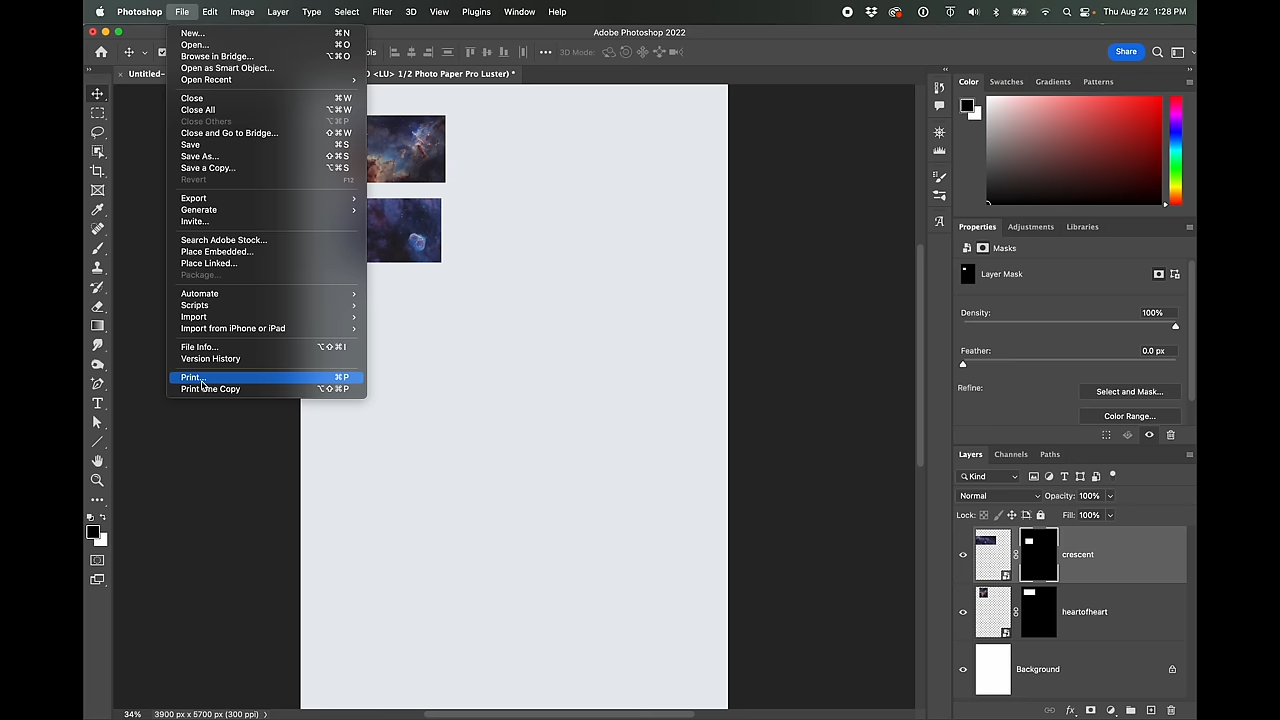 Photoshop File Edit Image Layer Type Select Filter 3D View Plugins Window Help Thu Aug 22 1:28 PM
Adobe Photoshop 2022
ols 3D Mode: Share
Untitled- O <LU> 1/2 Photo Paper Pro Luster) *
New... ⌘N
Open... ⌘O
Browse in Bridge... ⌥⌘O
Open as Smart Object...
Open Recent >
Close ⌘W
Close All ⌥⌘W
Close Others ⌥⌘P
Close and Go to Bridge... ⇧⌘W
Save ⌘S
Save As... ⇧⌘S
Save a Copy... ⌥⌘S
Revert F12
Export >
Generate >
Invite...
Search Adobe Stock...
Place Embedded...
Place Linked...
Package...
Automate >
Scripts >
Import >
Import from iPhone or iPad >
File Info... ⌥⇧⌘I
Version History
Print... ⌘P
Print One Copy ⌥⇧⌘P
Color Swatches Gradients Patterns
Properties Adjustments Libraries
Masks
Layer Mask
Density: 100%
Feather: 0.0 px
Refine: Select and Mask...
Color Range...
Layers Channels Paths
Kind
Normal Opacity: 100%
Lock: Fill: 100%
crescent
heartofheart
Background
34% 3900 px x 5700 px (300 ppi) >